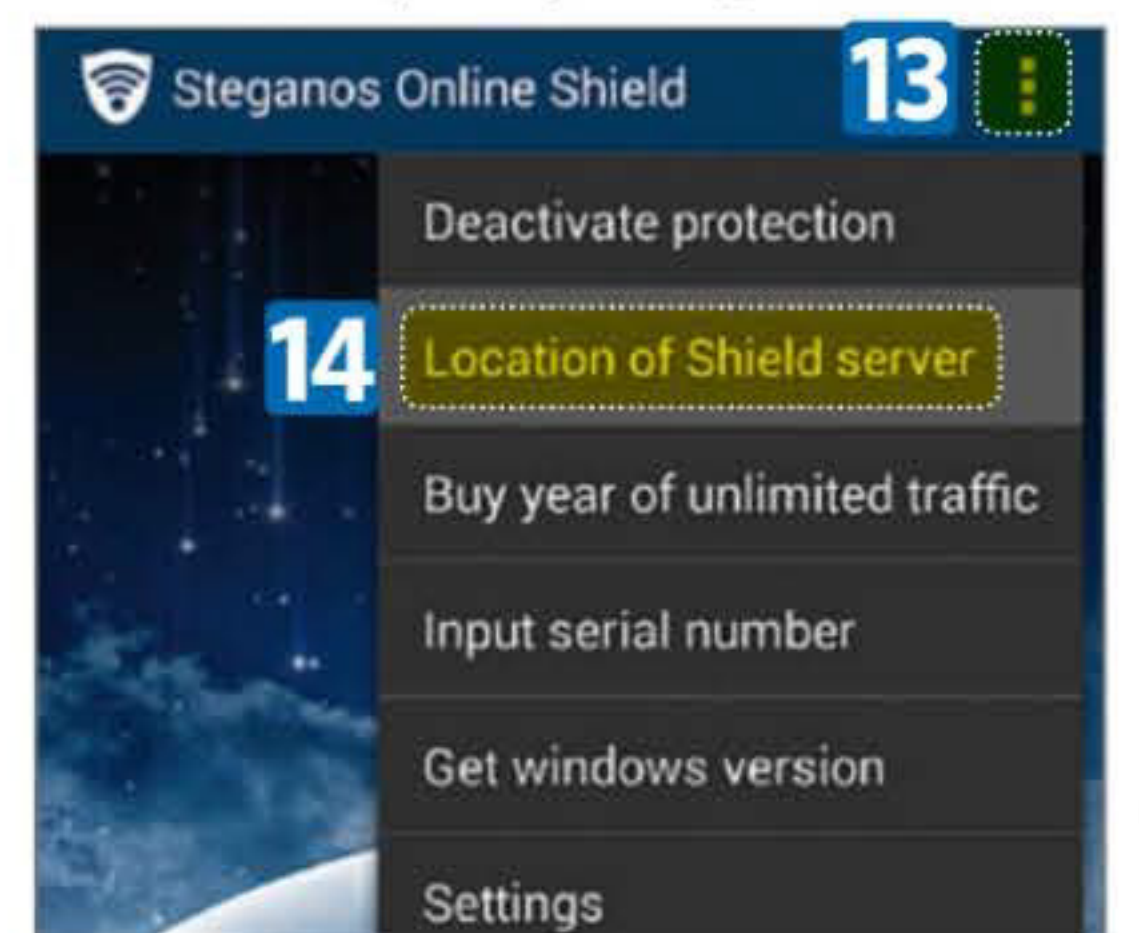 Steganos Online Shield 13
Deactivate protection
14 Location of Shield server
Buy year of unlimited traffic
Input serial number
Get windows version
Settings